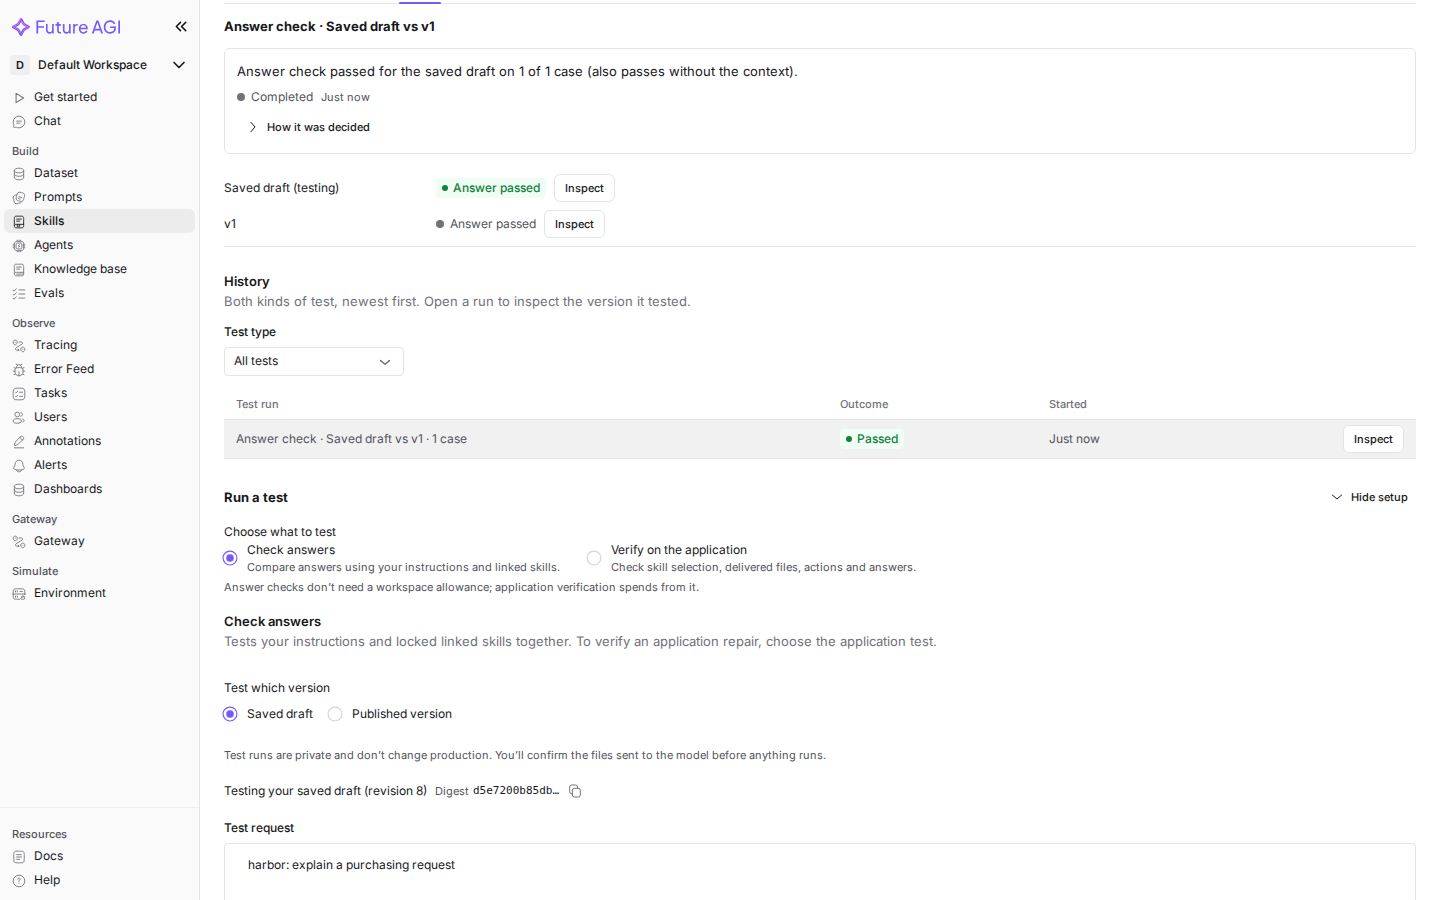 Future AGI
D Default Workspace
Get started
Chat
Build
Dataset
Prompts
Skills
Agents
Knowledge base
Evals
Observe
Tracing
Error Feed
Tasks
Users
Annotations
Alerts
Dashboards
Gateway
Gateway
Simulate
Environment
Resources
Docs
Help
Answer check · Saved draft vs v1
Answer check passed for the saved draft on 1 of 1 case (also passes without the context).
Completed Just now
How it was decided
Saved draft (testing) Answer passed Inspect
v1 Answer passed Inspect
History
Both kinds of test, newest first. Open a run to inspect the version it tested.
Test type
All tests
Test run Outcome Started
Answer check · Saved draft vs v1 · 1 case Passed Just now Inspect
Run a test Hide setup
Choose what to test
Check answers Verify on the application
Compare answers using your instructions and linked skills. Check skill selection, delivered files, actions and answers.
Answer checks don't need a workspace allowance; application verification spends from it.
Check answers
Tests your instructions and locked linked skills together. To verify an application repair, choose the application test.
Test which version
Saved draft Published version
Test runs are private and don't change production. You'll confirm the files sent to the model before anything runs.
Testing your saved draft (revision 8) Digest d5e7200b85db…
Test request
harbor: explain a purchasing request